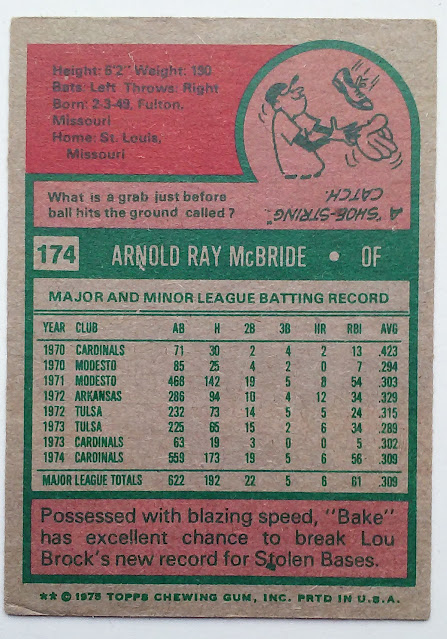 Height: 6'2" Weight: 190
Bats: Left Throws: Right
Born: 2-3-49, Fulton,
Missouri
Home: St. Louis,
Missouri
What is a grab just before
ball hits the ground called?
A "SHOE-STRING"
CATCH.
174 ARNOLD RAY McBRIDE • OF
MAJOR AND MINOR LEAGUE BATTING RECORD
YEAR CLUB AB H 2B 3B HR RBI AVG
1970 CARDINALS 71 30 2 4 2 13 .423
1970 MODESTO 85 25 4 2 0 7 .294
1971 MODESTO 468 142 19 5 8 54 .303
1972 ARKANSAS 286 94 10 4 12 34 .329
1972 TULSA 232 73 14 5 5 24 .315
1973 TULSA 225 65 15 2 6 34 .289
1973 CARDINALS 63 19 3 0 0 5 .302
1974 CARDINALS 559 173 19 5 6 56 .309
MAJOR LEAGUE TOTALS 622 192 22 5 6 61 .309
Possessed with blazing speed, "Bake"
has excellent chance to break Lou
Brock's new record for Stolen Bases.
** © 1975 TOPPS CHEWING GUM, INC. PRTD IN U.S.A.